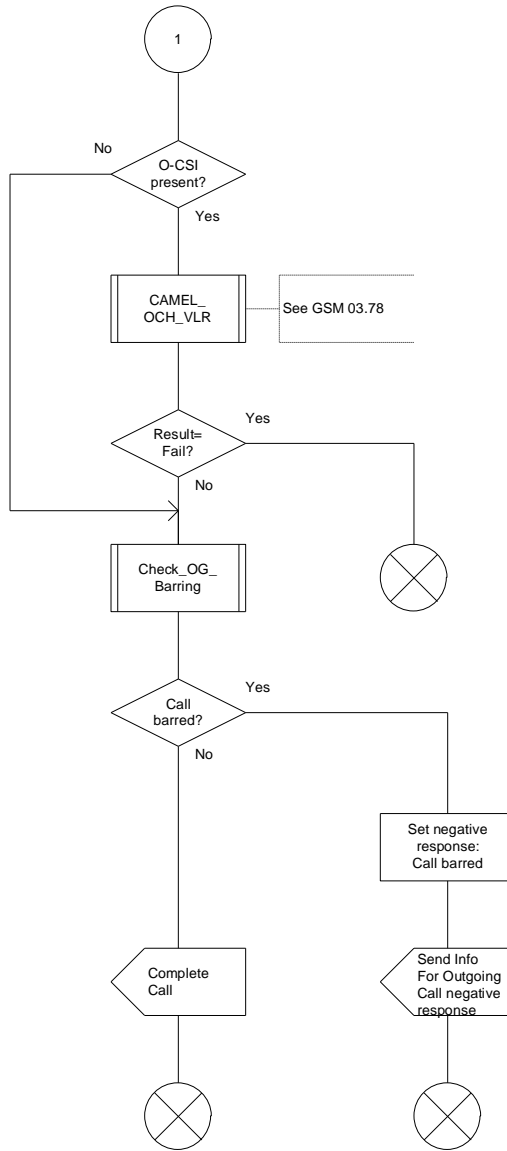 1
No
O-CSI
present?
Yes
CAMEL_
OCH_VLR
See GSM 03.78
Result=
Fail?
Yes
No
Check_OG_
Barring
Call
barred?
Yes
No
Set negative
response:
Call barred
Complete
Call
Send Info
For Outgoing
Call negative
response